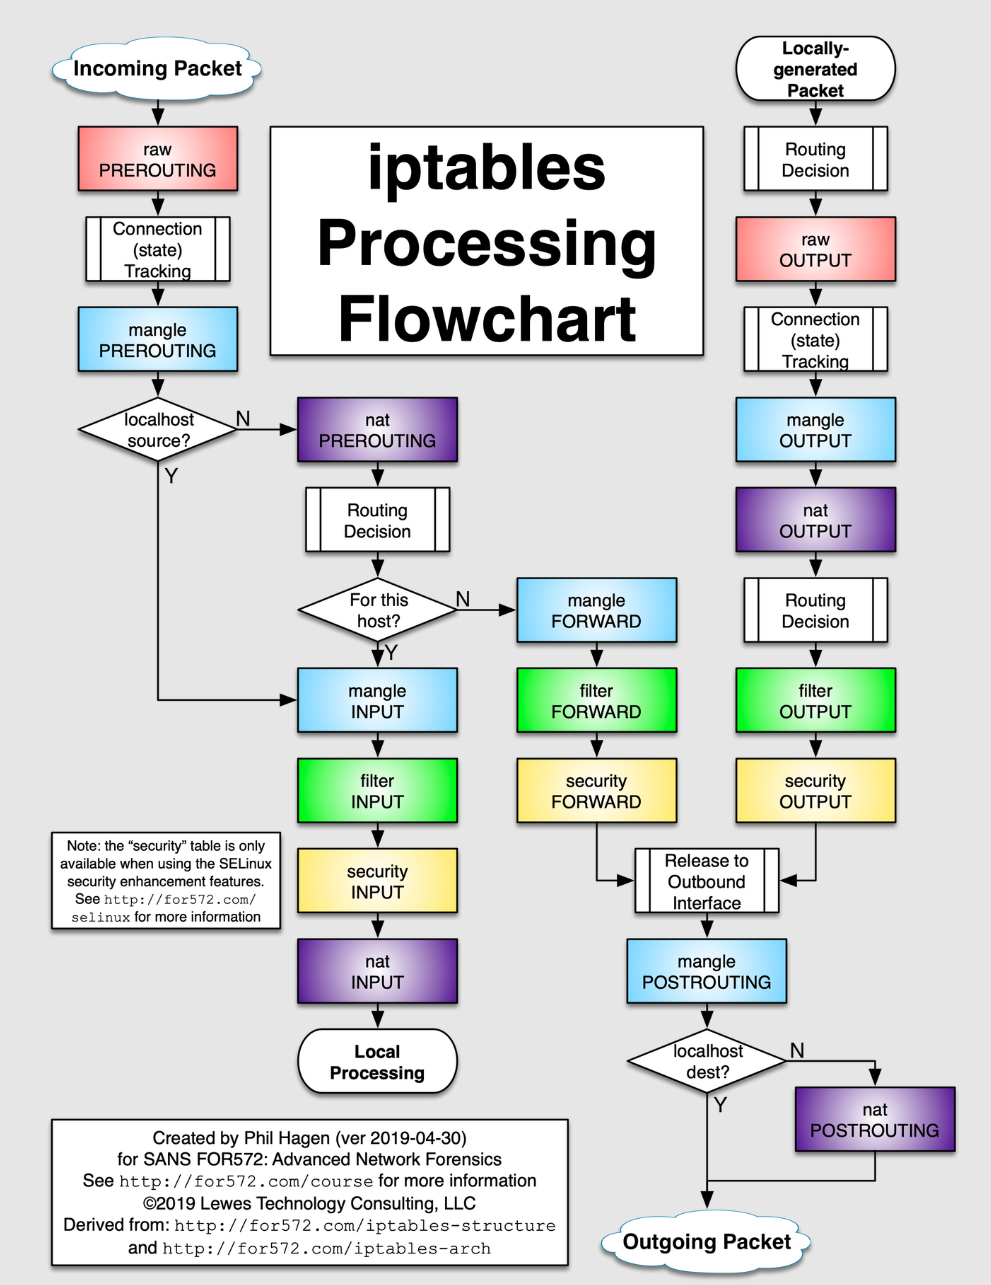 Incoming Packet
raw
PREROUTING
Connection
(state)
Tracking
mangle
PREROUTING
localhost
source?
N
Y
iptables
Processing
Flowchart
nat
PREROUTING
Routing
Decision
For this
host?
N
Y
mangle
INPUT
filter
INPUT
security
INPUT
nat
INPUT
Local
Processing
mangle
FORWARD
filter
FORWARD
security
FORWARD
Locally-
generated
Packet
Routing
Decision
raw
OUTPUT
Connection
(state)
Tracking
mangle
OUTPUT
nat
OUTPUT
Routing
Decision
filter
OUTPUT
security
OUTPUT
Release to
Outbound
Interface
mangle
POSTROUTING
localhost
dest?
N
Y
nat
POSTROUTING
Outgoing Packet
Note: the “security” table is only
available when using the SELinux
security enhancement features.
See http://for572.com/
selinux for more information
Created by Phil Hagen (ver 2019-04-30)
for SANS FOR572: Advanced Network Forensics
See http://for572.com/course for more information
©2019 Lewes Technology Consulting, LLC
Derived from: http://for572.com/iptables-structure
and http://for572.com/iptables-arch